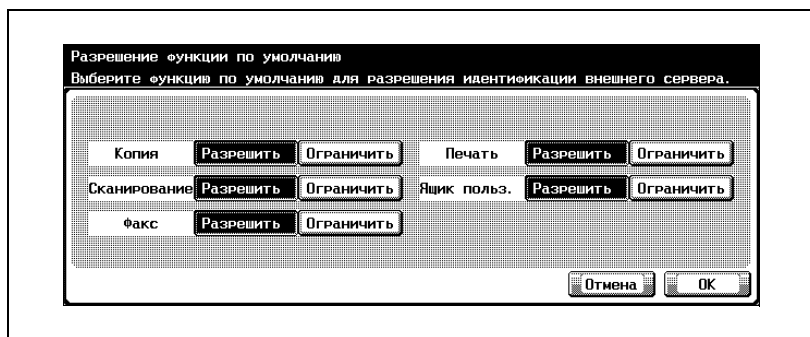 Разрешение функции по умолчанию
Выберите функцию по умолчанию для разрешения идентификации внешнего сервера.
Копия Разрешить Ограничить Печать Разрешить Ограничить
Сканирование Разрешить Ограничить Ящик польз. Разрешить Ограничить
Факс Разрешить Ограничить
Отмена OK